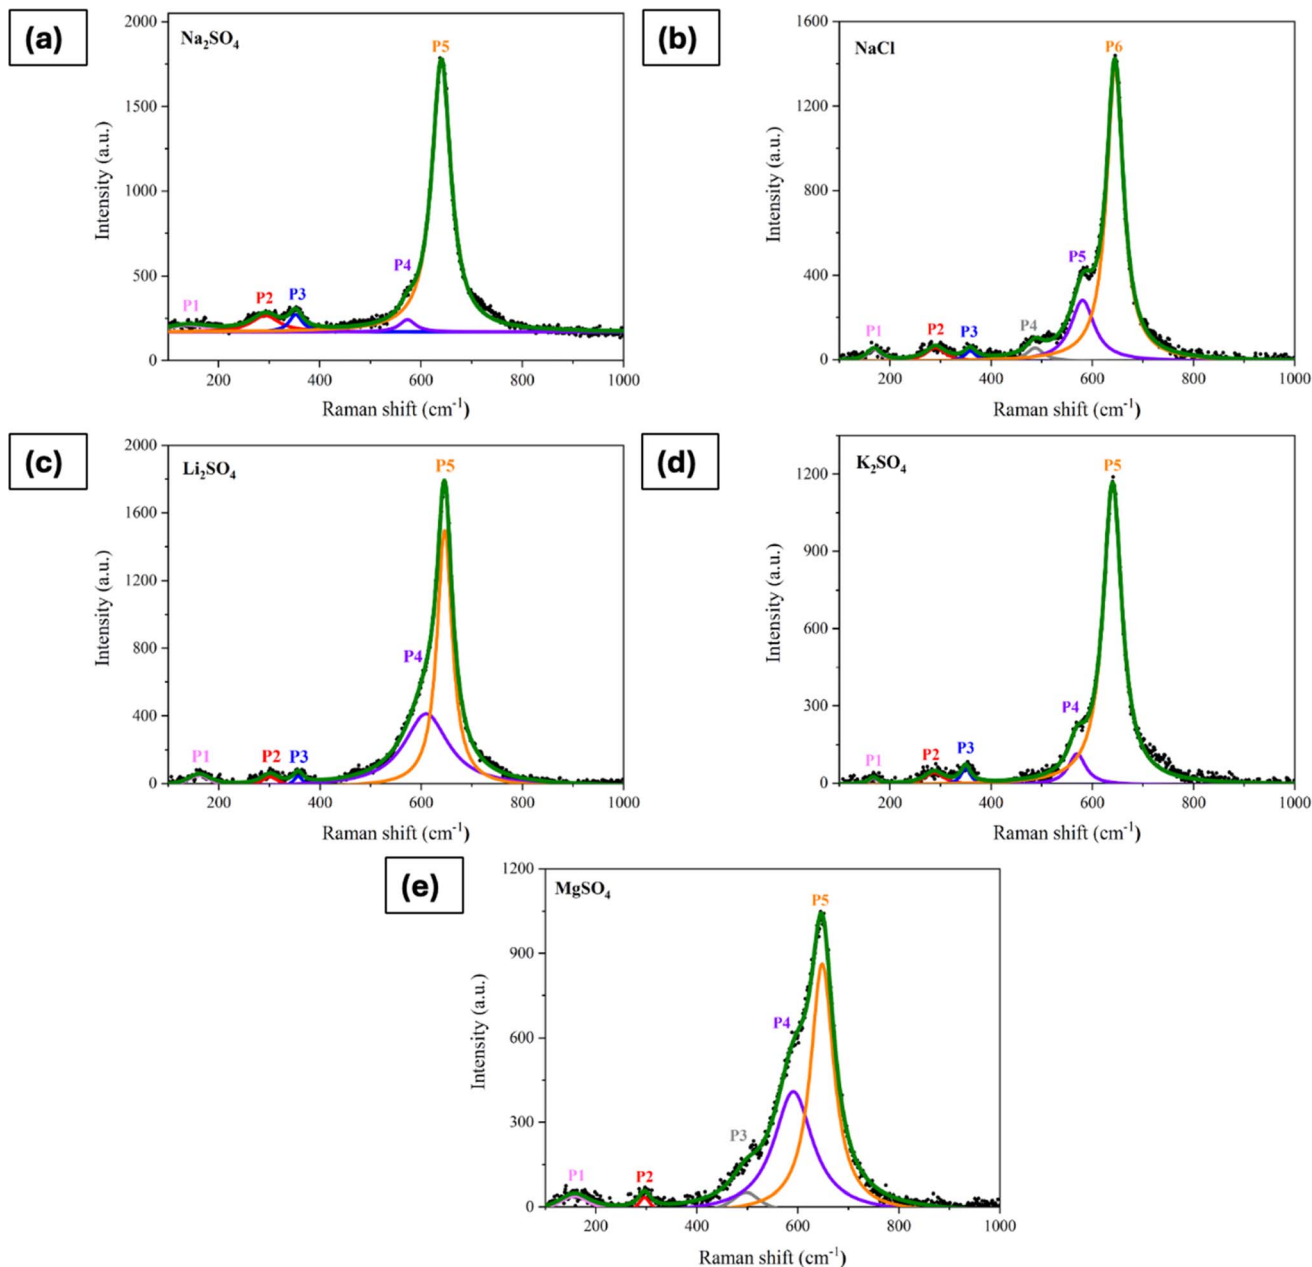 (a)
Na₂SO₄
P5
P4
P1
P2
P3
2000
1500
1000
500
0
Intensity (a.u.)
200 400 600 800 1000
Raman shift (cm⁻¹)
(b)
NaCl
P6
P5
P4
P1
P2
P3
1600
1200
800
400
0
Intensity (a.u.)
200 400 600 800 1000
Raman shift (cm⁻¹)
(c)
Li₂SO₄
P5
P4
P1
P2
P3
2000
1600
1200
800
400
0
Intensity (a.u.)
200 400 600 800 1000
Raman shift (cm⁻¹)
(d)
K₂SO₄
P5
P4
P1
P2
P3
1200
900
600
300
0
Intensity (a.u.)
200 400 600 800 1000
Raman shift (cm⁻¹)
(e)
MgSO₄
P5
P4
P3
P1
P2
1200
900
600
300
0
Intensity (a.u.)
200 400 600 800 1000
Raman shift (cm⁻¹)